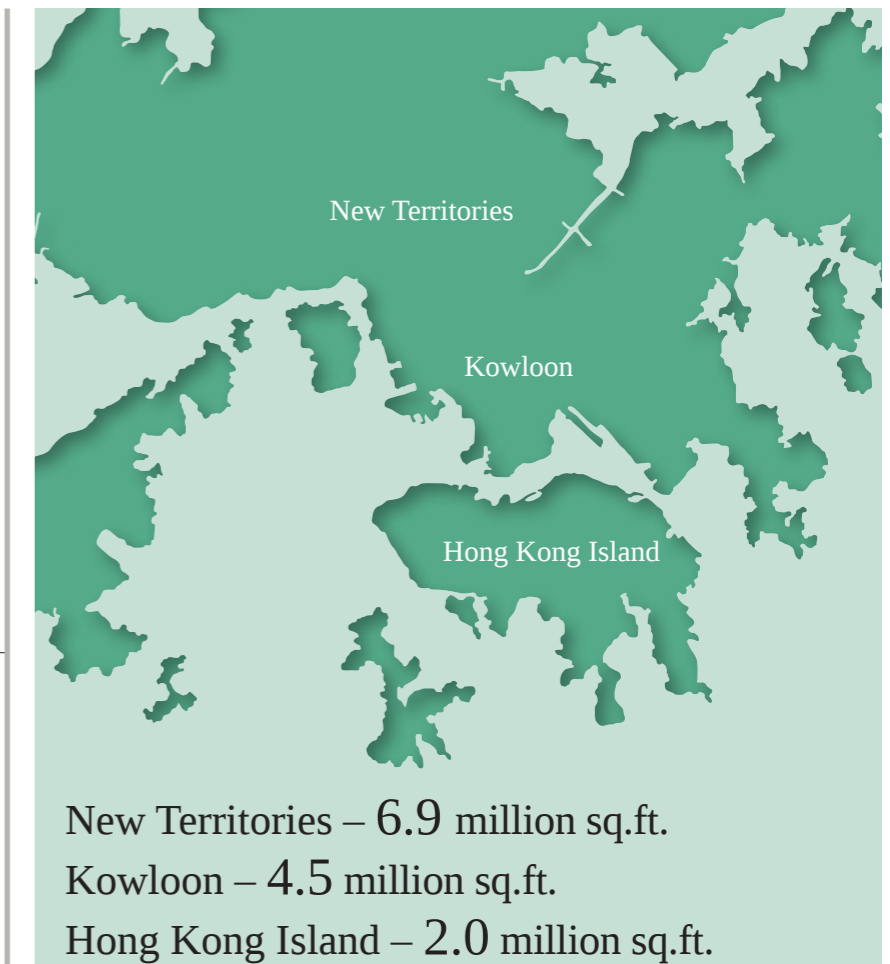 New Territories
Kowloon
Hong Kong Island
New Territories – 6.9 million sq.ft.
Kowloon – 4.5 million sq.ft.
Hong Kong Island – 2.0 million sq.ft.